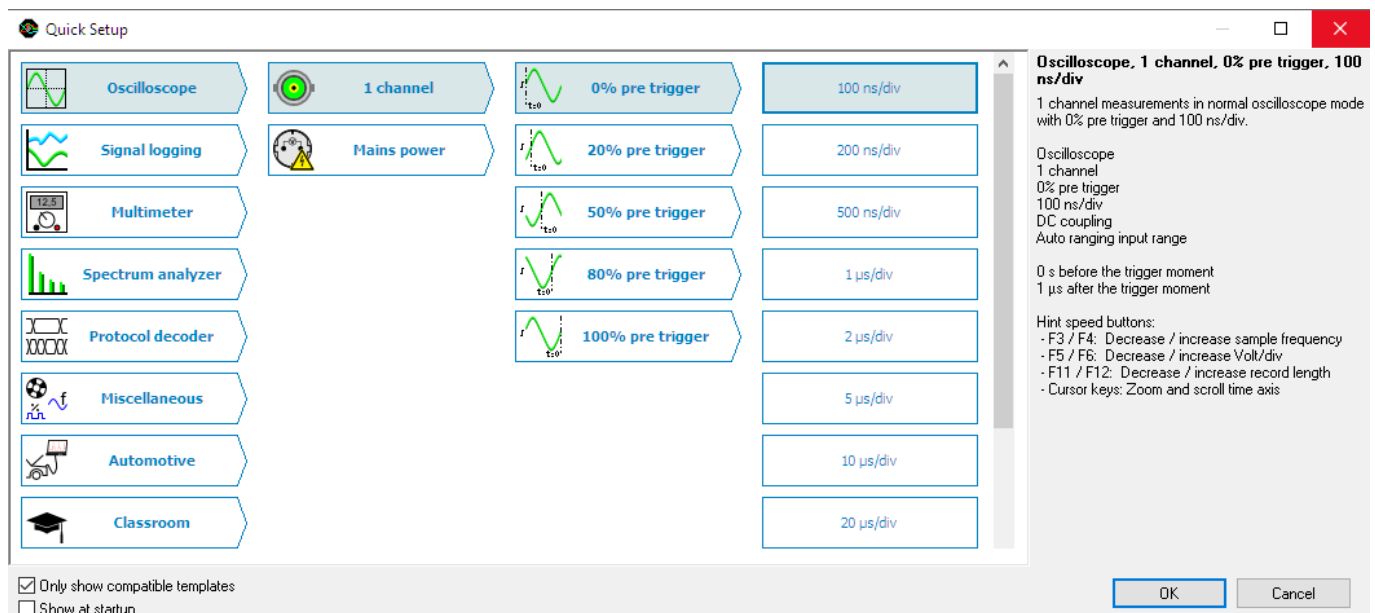 Quick Setup
Oscilloscope
Signal logging
Multimeter
Spectrum analyzer
Protocol decoder
Miscellaneous
Automotive
Classroom
1 channel
Mains power
0% pre trigger
20% pre trigger
50% pre trigger
80% pre trigger
100% pre trigger
100 ns/div
200 ns/div
500 ns/div
1 µs/div
2 µs/div
5 µs/div
10 µs/div
20 µs/div
Oscilloscope, 1 channel, 0% pre trigger, 100
ns/div
1 channel measurements in normal oscilloscope mode
with 0% pre trigger and 100 ns/div.
Oscilloscope
1 channel
0% pre trigger
100 ns/div
DC coupling
Auto ranging input range
0 s before the trigger moment
1 µs after the trigger moment
Hint speed buttons:
- F3 / F4: Decrease / increase sample frequency
- F5 / F6: Decrease / increase Volt/div
- F11 / F12: Decrease / increase record length
- Cursor keys: Zoom and scroll time axis
Only show compatible templates
Show at startup
OK
Cancel